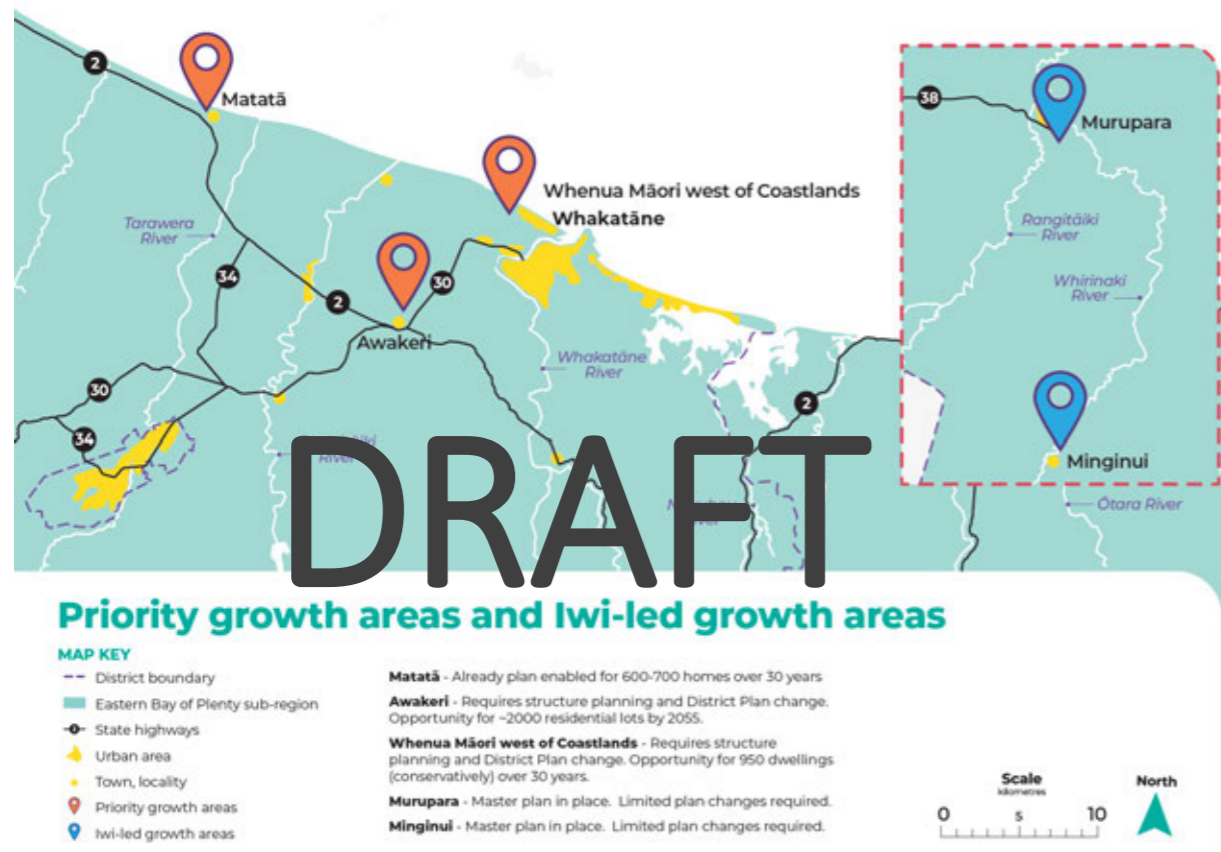 2
Matatā
38
Murupara
Whenua Māori west of Coastlands
Whakatāne
Tarawera
River
Rangitāiki
River
34
30
2
Whirinaki
River
Awakeri
Whakatāne
River
30
2
34
River
DRAFT
River
Minginui
Ōtara River
Priority growth areas and Iwi-led growth areas
MAP KEY
District boundary
Eastern Bay of Plenty sub-region
State highways
Urban area
Town, locality
Priority growth areas
Iwi-led growth areas
Matatā - Already plan enabled for 600-700 homes over 30 years
Awakeri - Requires structure planning and District Plan change.
Opportunity for ~2000 residential lots by 2055.
Whenua Māori west of Coastlands - Requires structure
planning and District Plan change. Opportunity for 950 dwellings
(conservatively) over 30 years.
Murupara - Master plan in place. Limited plan changes required.
Minginui - Master plan in place. Limited plan changes required.
Scale
kilometres
0 5 10
North